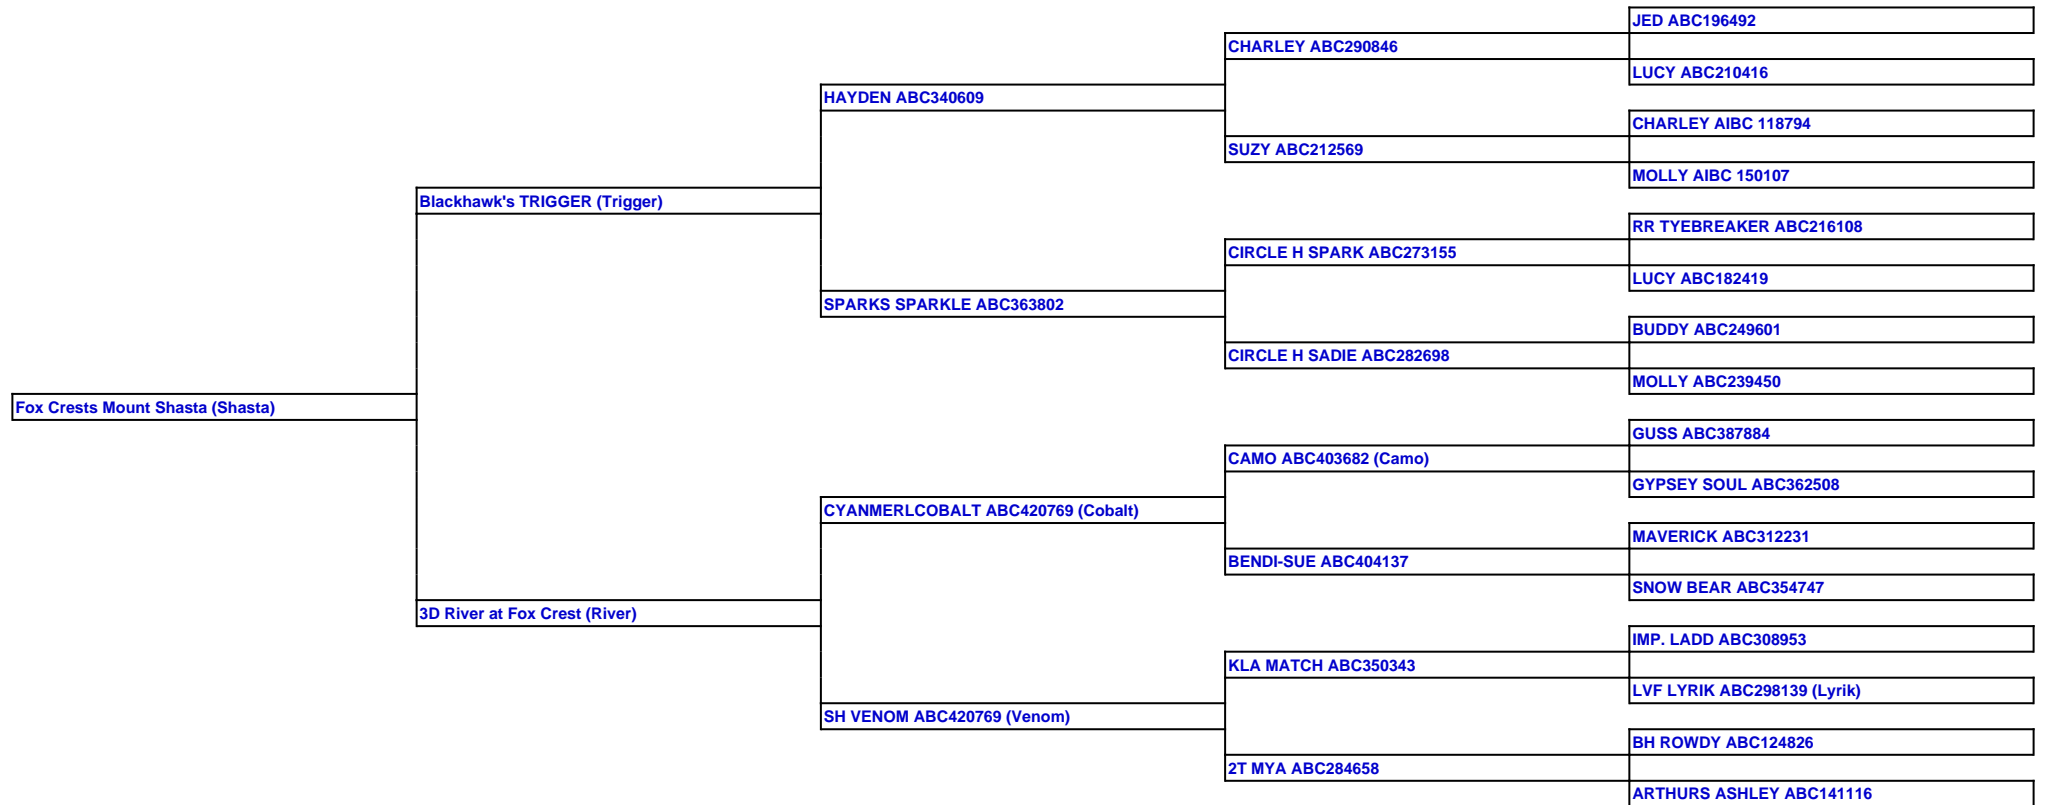 JED ABC196492
CHARLEY ABC290846
LUCY ABC210416
HAYDEN ABC340609
CHARLEY AIBC 118794
SUZY ABC212569
MOLLY AIBC 150107
Blackhawk's TRIGGER (Trigger)
RR TYEBREAKER ABC216108
CIRCLE H SPARK ABC273155
LUCY ABC182419
SPARKS SPARKLE ABC363802
BUDDY ABC249601
CIRCLE H SADIE ABC282698
MOLLY ABC239450
Fox Crests Mount Shasta (Shasta)
GUSS ABC387884
CAMO ABC403682 (Camo)
GYPSEY SOUL ABC362508
CYANMERLCOBALT ABC420769 (Cobalt)
MAVERICK ABC312231
BENDI-SUE ABC404137
SNOW BEAR ABC354747
3D River at Fox Crest (River)
IMP. LADD ABC308953
KLA MATCH ABC350343
LVF LYRIK ABC298139 (Lyrik)
SH VENOM ABC420769 (Venom)
BH ROWDY ABC124826
2T MYA ABC284658
ARTHURS ASHLEY ABC141116